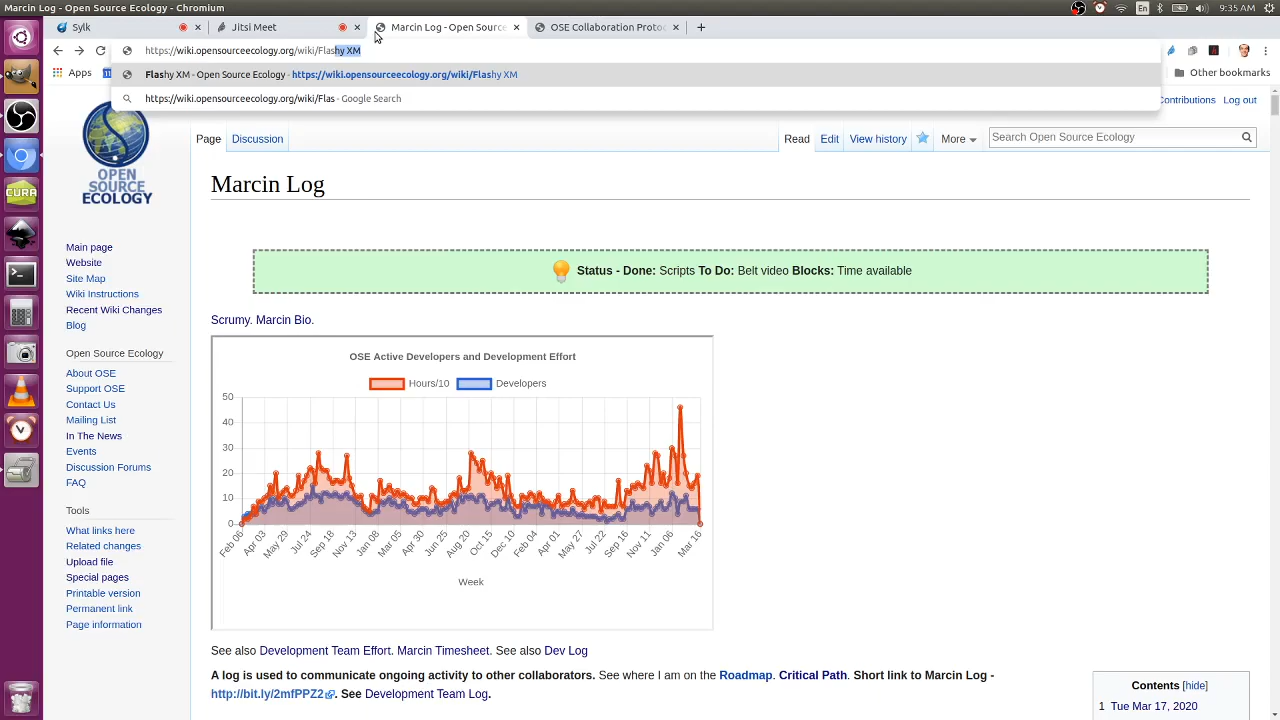 Marcin Log - Open Source Ecology - Chromium
En
9:35 AM
Sylk
Jitsi Meet
Marcin Log - Open Source
OSE Collaboration Protoc
https://wiki.opensourceecology.org/wiki/Flashy XM
Apps
Flashy XM - Open Source Ecology - https://wiki.opensourceecology.org/wiki/Flashy XM
Other bookmarks
https://wiki.opensourceecology.org/wiki/Flas - Google Search
Contributions
Log out
OPEN
SOURCE
ECOLOGY
Page
Discussion
Read
Edit
View history
More
Search Open Source Ecology
CURA
Marcin Log
Main page
Website
Site Map
Wiki Instructions
Recent Wiki Changes
Blog
Open Source Ecology
About OSE
Support OSE
Contact Us
Mailing List
In The News
Events
Discussion Forums
FAQ
Tools
What links here
Related changes
Upload file
Special pages
Printable version
Permanent link
Page information
Status - Done: Scripts To Do: Belt video Blocks: Time available
Scrumy. Marcin Bio.
OSE Active Developers and Development Effort
Hours/10
Developers
50
40
30
20
10
0
Feb 06
Apr 03
May 29
Jul 24
Sep 18
Nov 13
Jan 08
Mar 05
Apr 30
Jun 25
Aug 20
Oct 15
Dec 10
Feb 04
Apr 01
May 27
Jul 22
Sep 16
Nov 11
Jan 06
Mar 16
Week
See also Development Team Effort. Marcin Timesheet. See also Dev Log
A log is used to communicate ongoing activity to other collaborators. See where I am on the Roadmap. Critical Path. Short link to Marcin Log -
http://bit.ly/2mfPPZ2. See Development Team Log.
Contents [hide]
1 Tue Mar 17, 2020